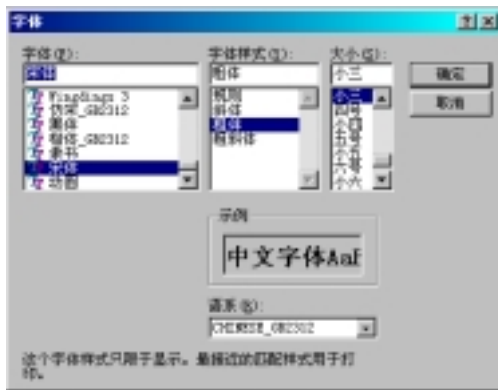 字体
字体(F):
字体样式(Y):
大小(S):
宋体
粗体
小三
确定
取消
Wingdings 3
仿宋_GB2312
黑体
楷体_GB2312
隶书
宋体
幼圆
规则
斜体
粗体
粗斜体
小三
四号
小四
五号
小五
六号
小六
示例
中文字体AaB
语系(R):
CHINESE_GB2312
这个字体样式只限于显示。最接近的匹配样式用于打
印。